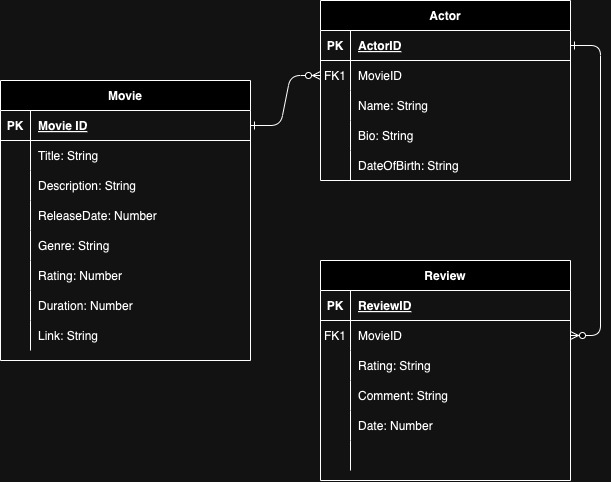 Actor
PK ActorID
FK1 MovieID
Name: String
Bio: String
DateOfBirth: String
Movie
PK Movie ID
Title: String
Description: String
ReleaseDate: Number
Genre: String
Rating: Number
Duration: Number
Link: String
Review
PK ReviewID
FK1 MovieID
Rating: String
Comment: String
Date: Number